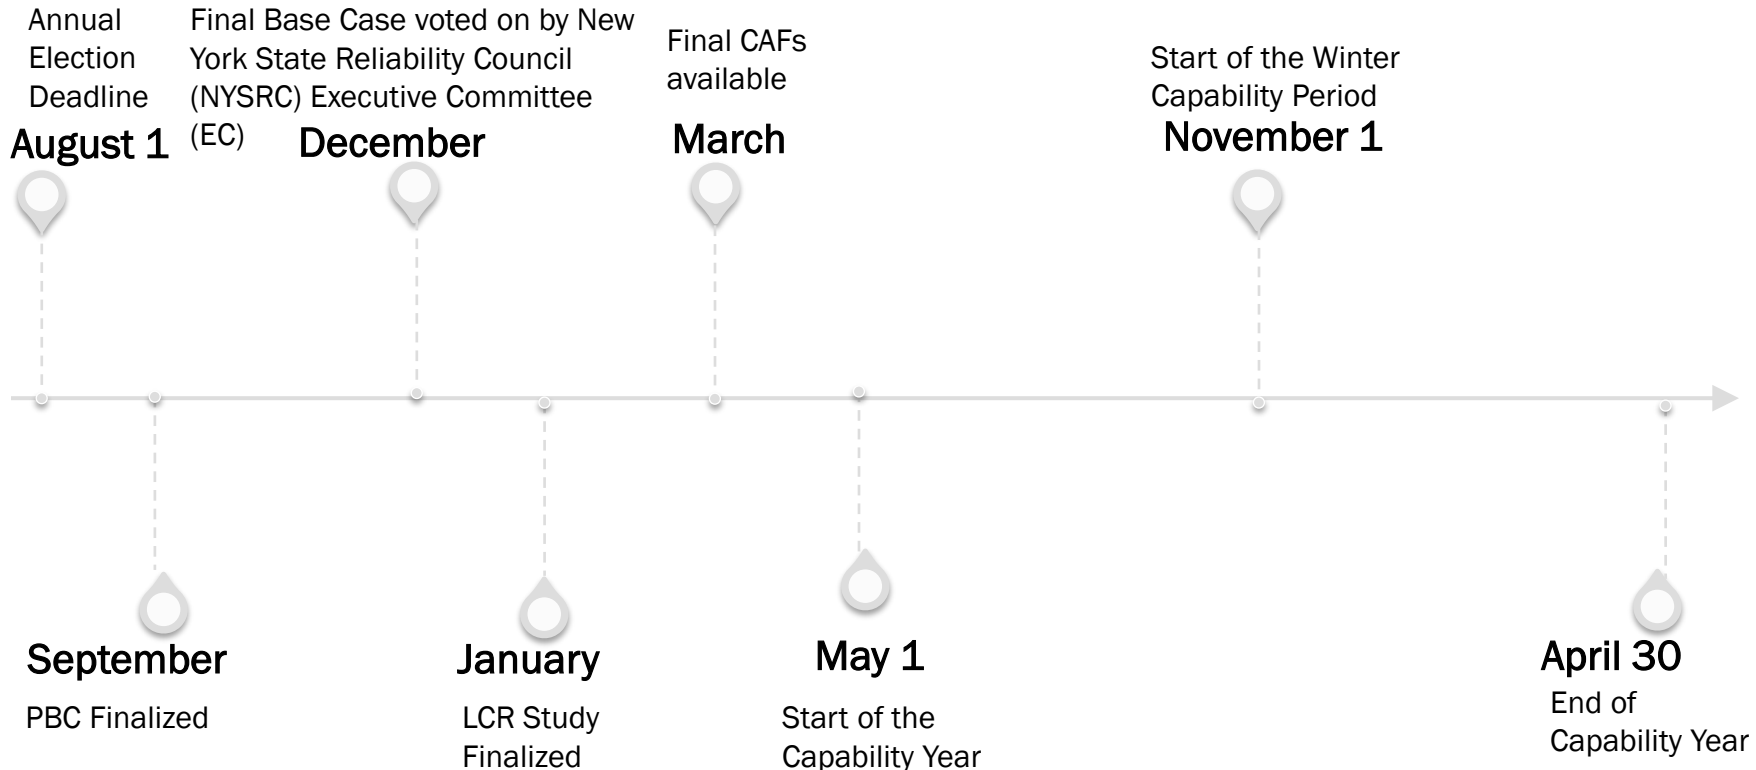 Annual
Election
Deadline
August 1
Final Base Case voted on by New
York State Reliability Council
(NYSRC) Executive Committee
(EC)
December
Final CAFs
available
March
Start of the Winter
Capability Period
November 1
September
PBC Finalized
January
LCR Study
Finalized
May 1
Start of the
Capability Year
April 30
End of
Capability Year